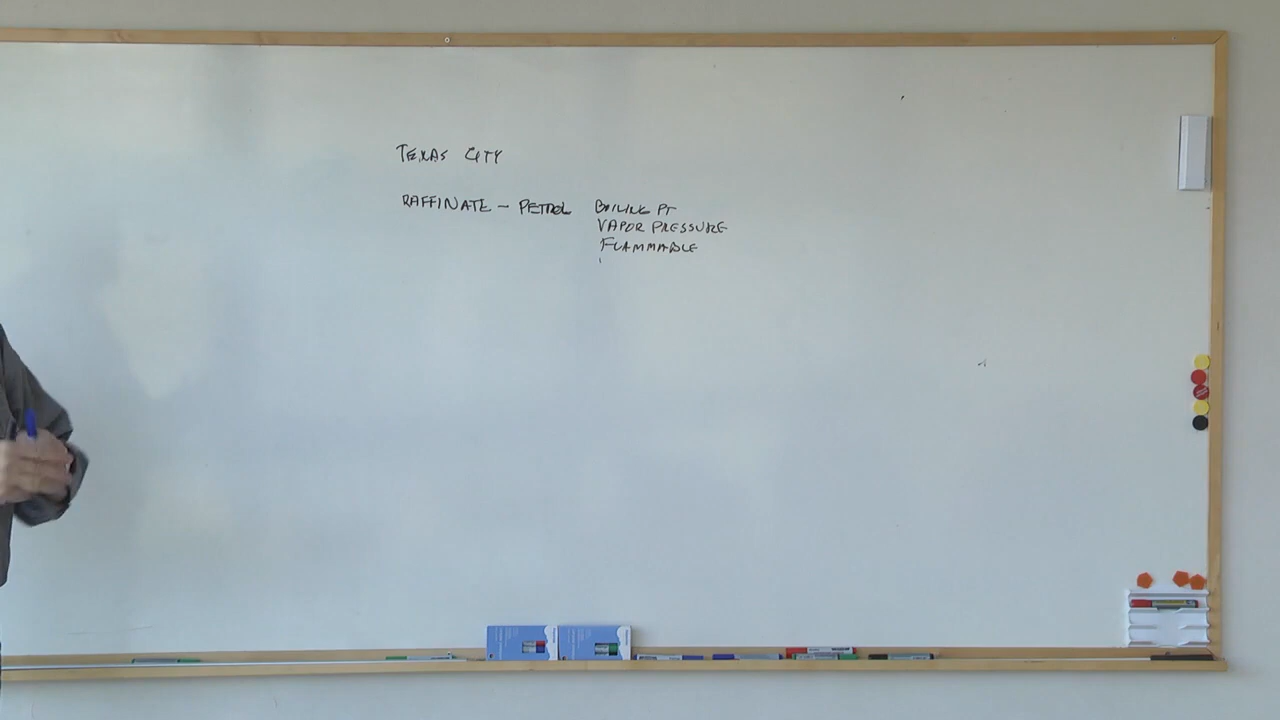 TEXAS CITY
RAFFINATE - PETROL BOILING PT
VAPOR PRESSURE
FLAMMABLE